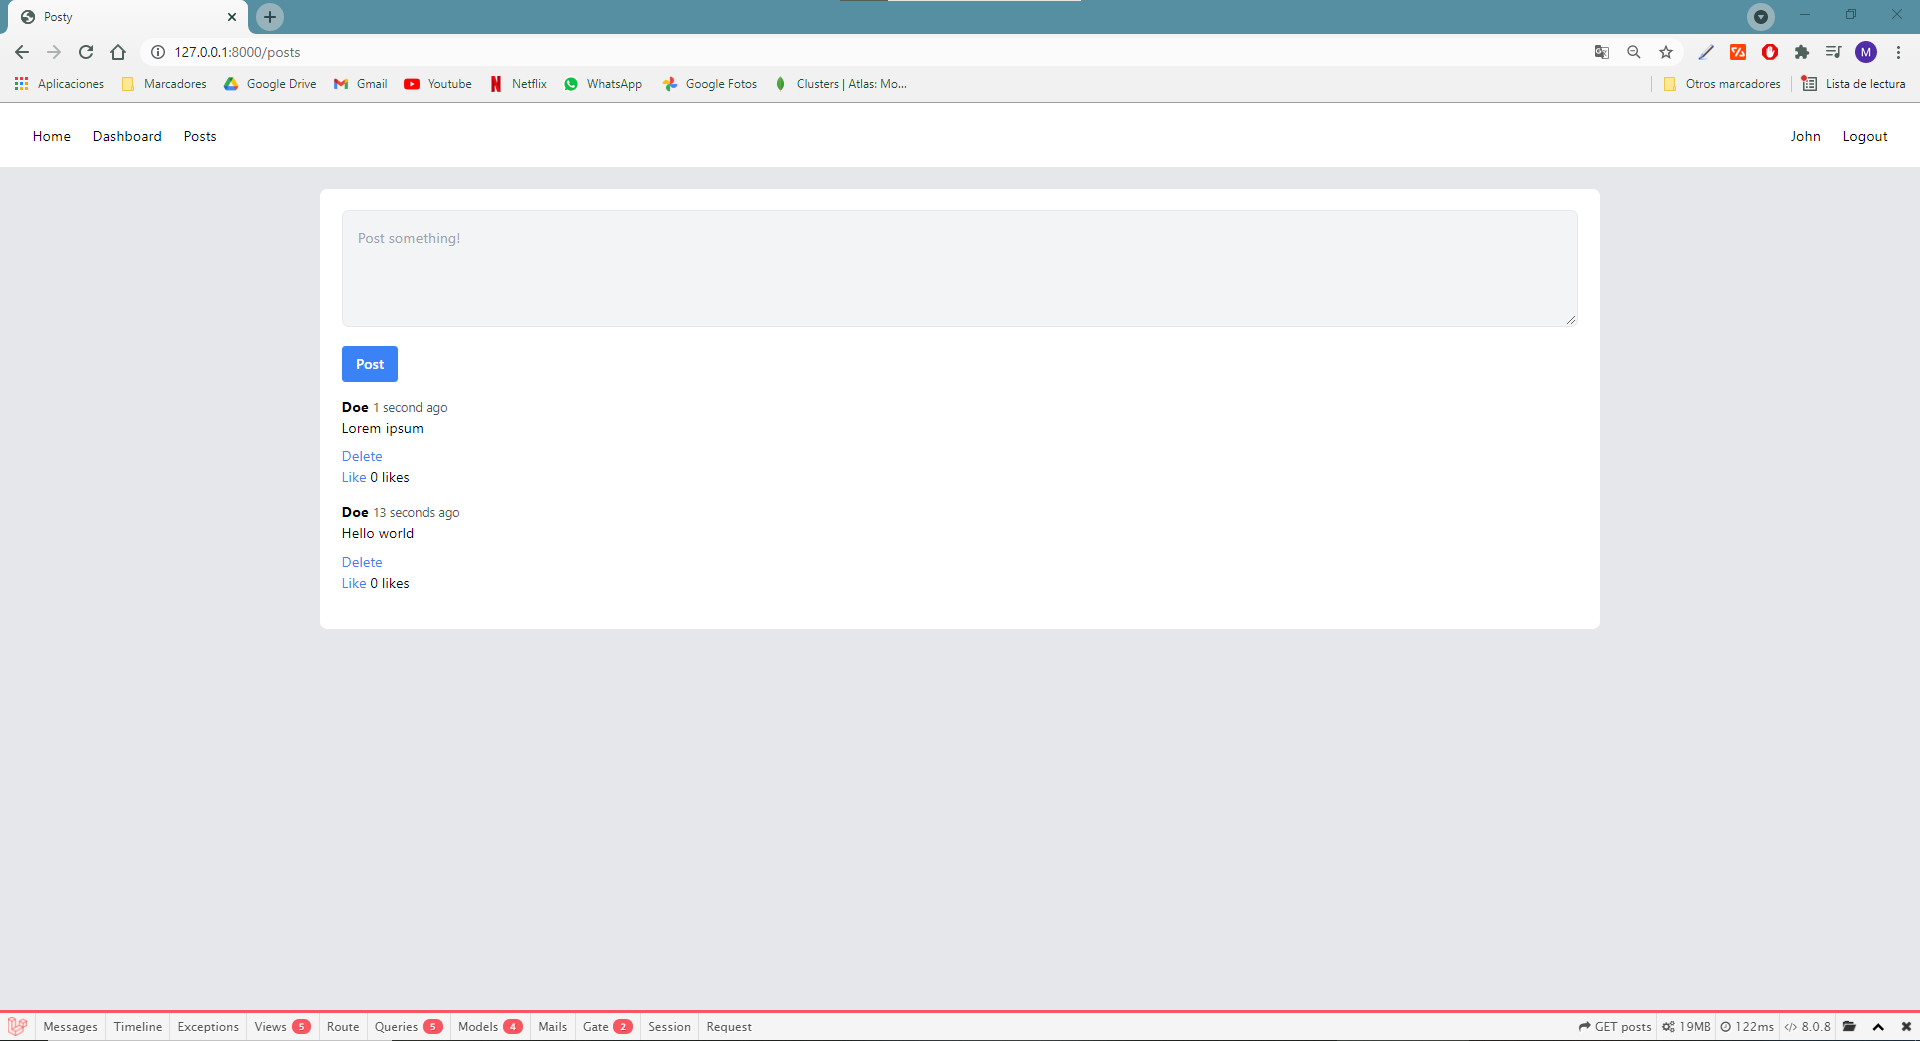 Posty
127.0.0.1:8000/posts
M
Aplicaciones Marcadores Google Drive Gmail Youtube Netflix WhatsApp Google Fotos Clusters | Atlas: Mo... Otros marcadores Lista de lectura
Home Dashboard Posts John Logout
Post something!
Post
Doe 1 second ago
Lorem ipsum
Delete
Like 0 likes
Doe 13 seconds ago
Hello world
Delete
Like 0 likes
Messages Timeline Exceptions Views 5 Route Queries 5 Models 4 Mails Gate 2 Session Request GET posts 19MB 122ms </> 8.0.8